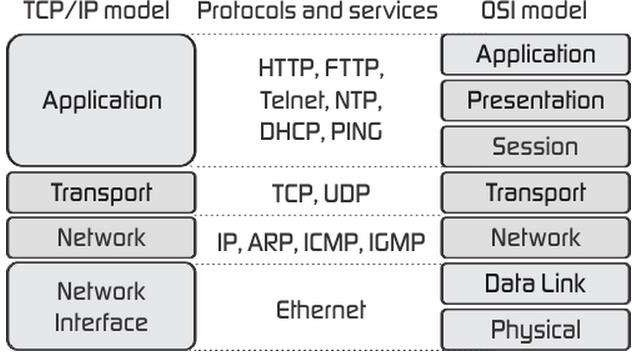 TCP/IP model Protocols and services OSI model
Application
HTTP, FTTP,
Telnet, NTP,
DHCP, PING
Application
Presentation
Session
Transport TCP, UDP Transport
Network IP, ARP, ICMP, IGMP Network
Network
Interface
Ethernet
Data Link
Physical